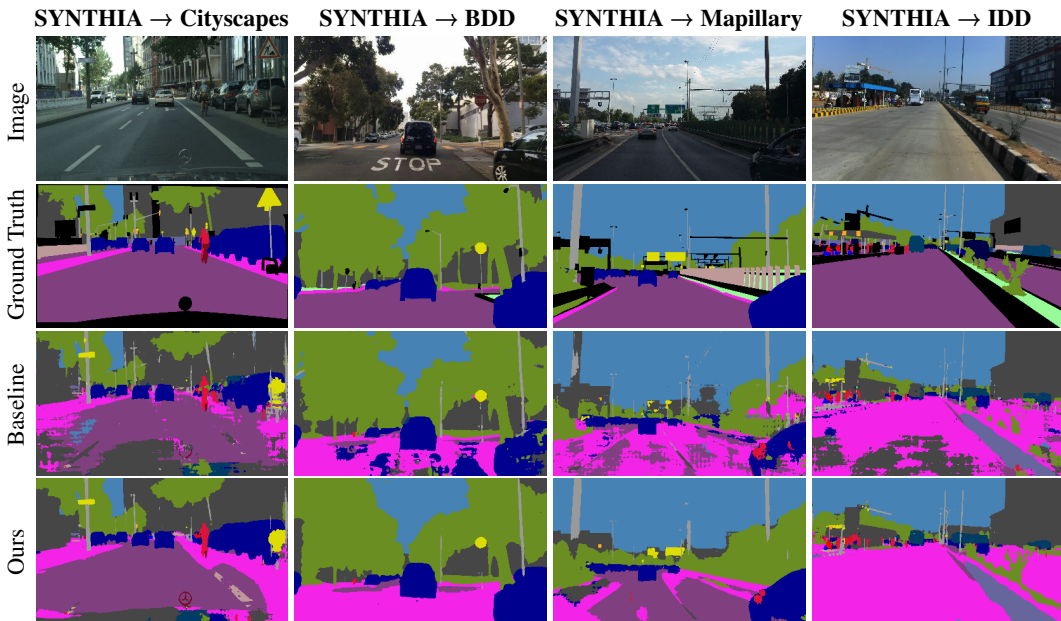 SYNTHIA → Cityscapes SYNTHIA → BDD SYNTHIA → Mapillary SYNTHIA → IDD
Image
STOP
Ground Truth
Baseline
Ours